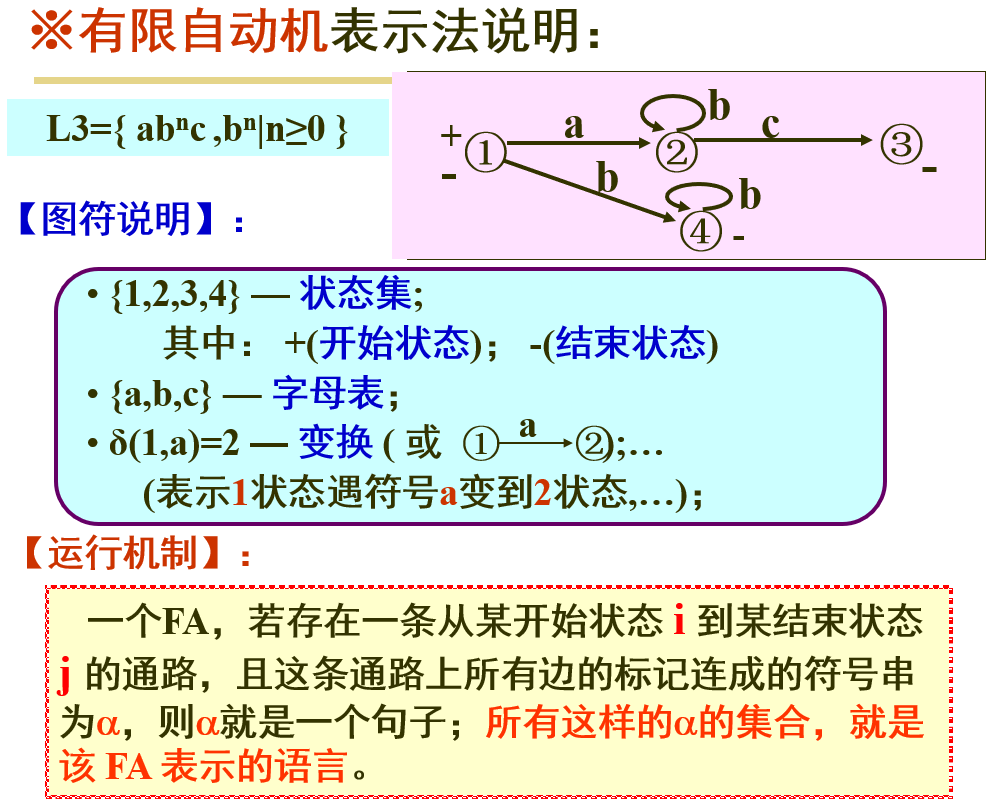 ※有限自动机表示法说明：
L3={ abⁿc ,bⁿ|n≥0 }
+
-
①
a
②
b
c
③
-
b
④
b
-
【图符说明】：
• {1,2,3,4} — 状态集;
其中： +(开始状态)； -(结束状态)
• {a,b,c} — 字母表；
• δ(1,a)=2 — 变换 ( 或 ① a ②);…
(表示1状态遇符号a变到2状态,…)；
【运行机制】：
一个FA，若存在一条从某开始状态 i 到某结束状态
j 的通路，且这条通路上所有边的标记连成的符号串
为α，则α就是一个句子；所有这样的α的集合，就是
该 FA 表示的语言。